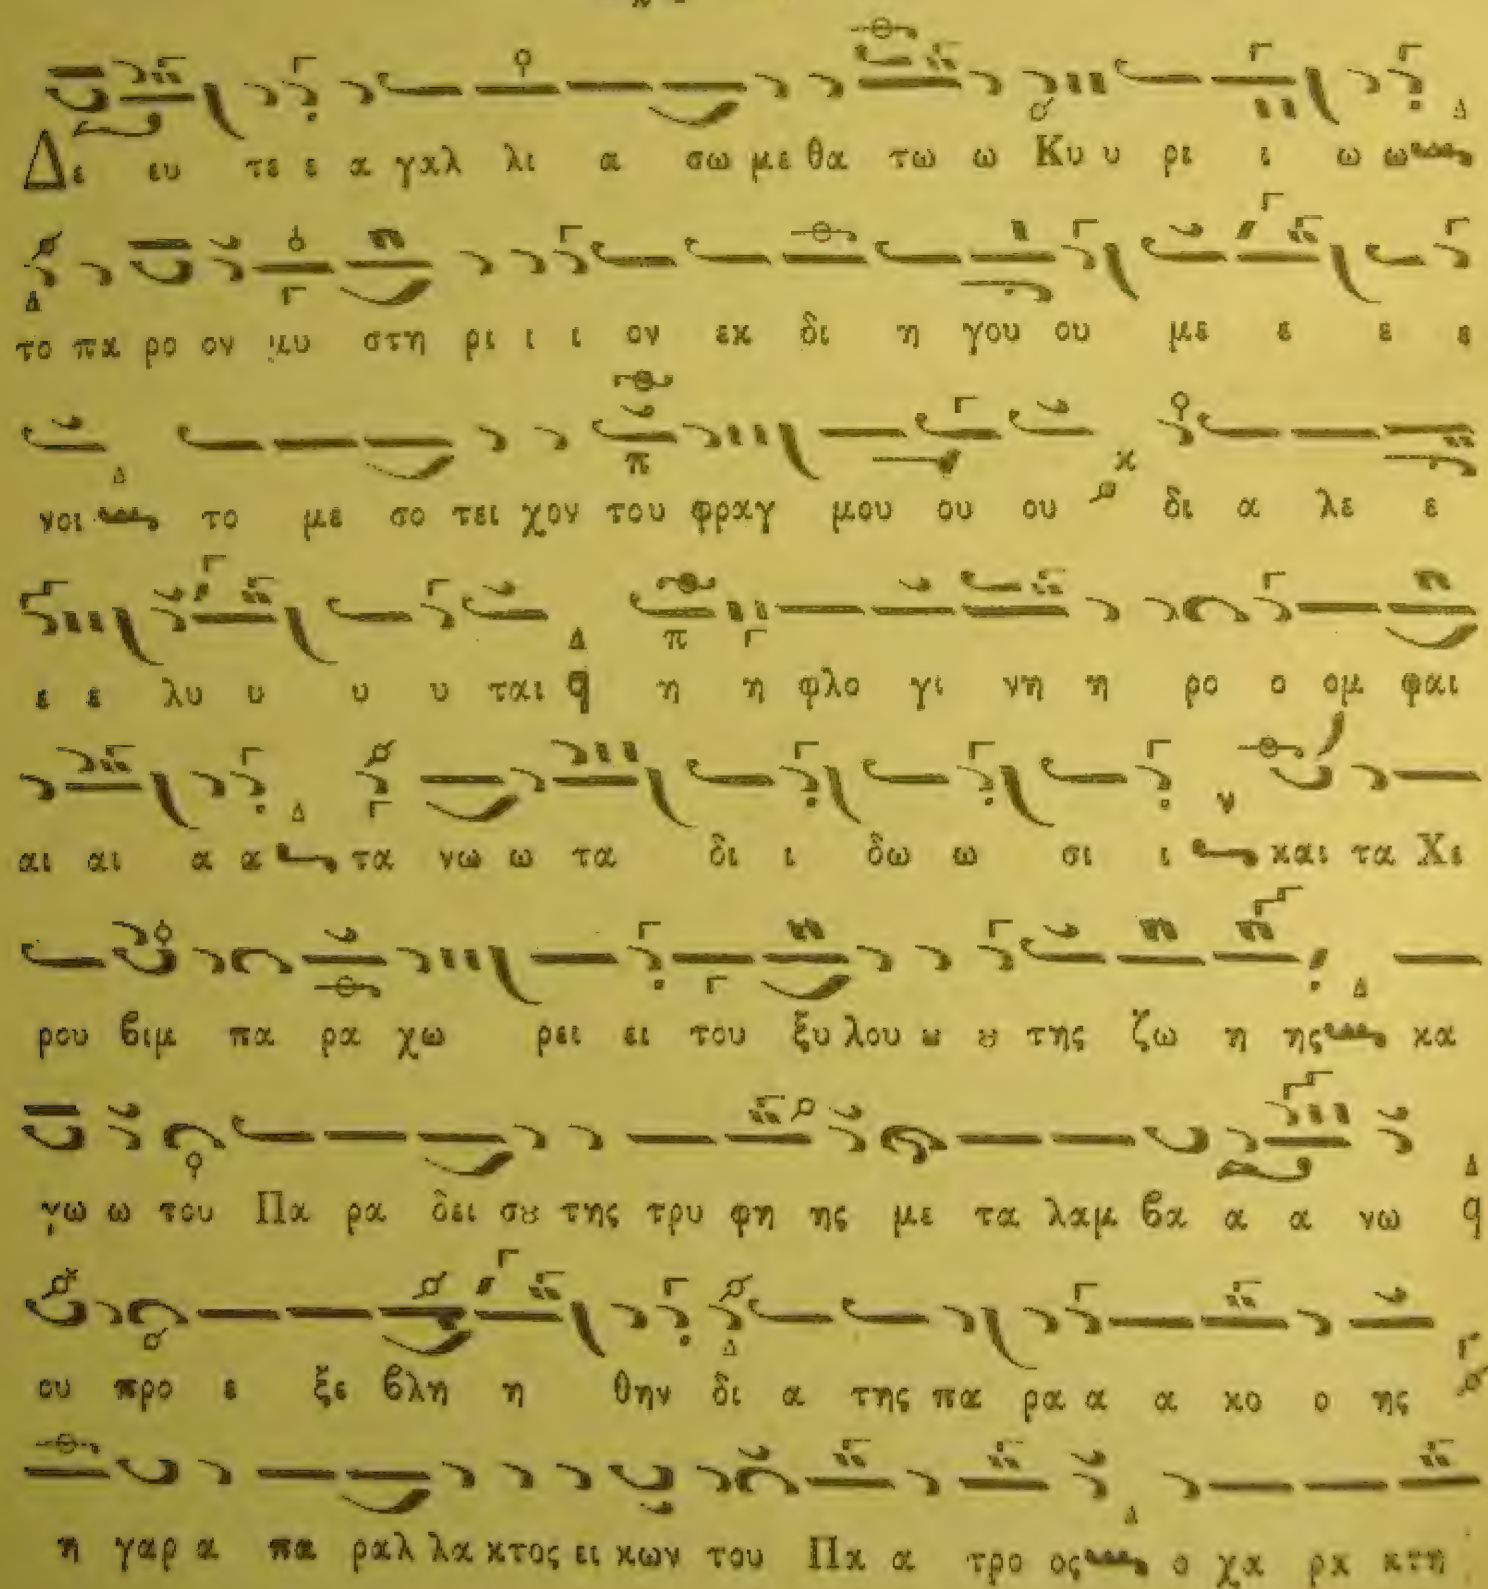 Δε ευ τε ε α γαλ λι α σω με θα τω ω Κυ υ ρι ι ω ω
το πα ρο ον μυ στη ρι ι ι ον εκ δι η γου ου με ε ε ε
νοι το με σο τει χον του φραγ μου ου ου δι α λε ε
ε ε λυ υ υ υ ται η η φλο γι νη η ρο ο ομ φαι
αι αι α α τα νω ω τα δι ι δω ω σι ι και τα Χε
ρου βιμ πα ρα χω ρει ει του ξυ λου ȣ ȣ της ζω η ης κα
γω ω του Πα ρα δει σȣ της τρυ φη ης με τα λαμ βα α α νω
ου προ ε ξε βλη η θην δι α της πα ρα α α κο ο ης
η γαρ α πα ραλ λα κτος ει κων του Πα α τρο ος ο χα ρα κτη